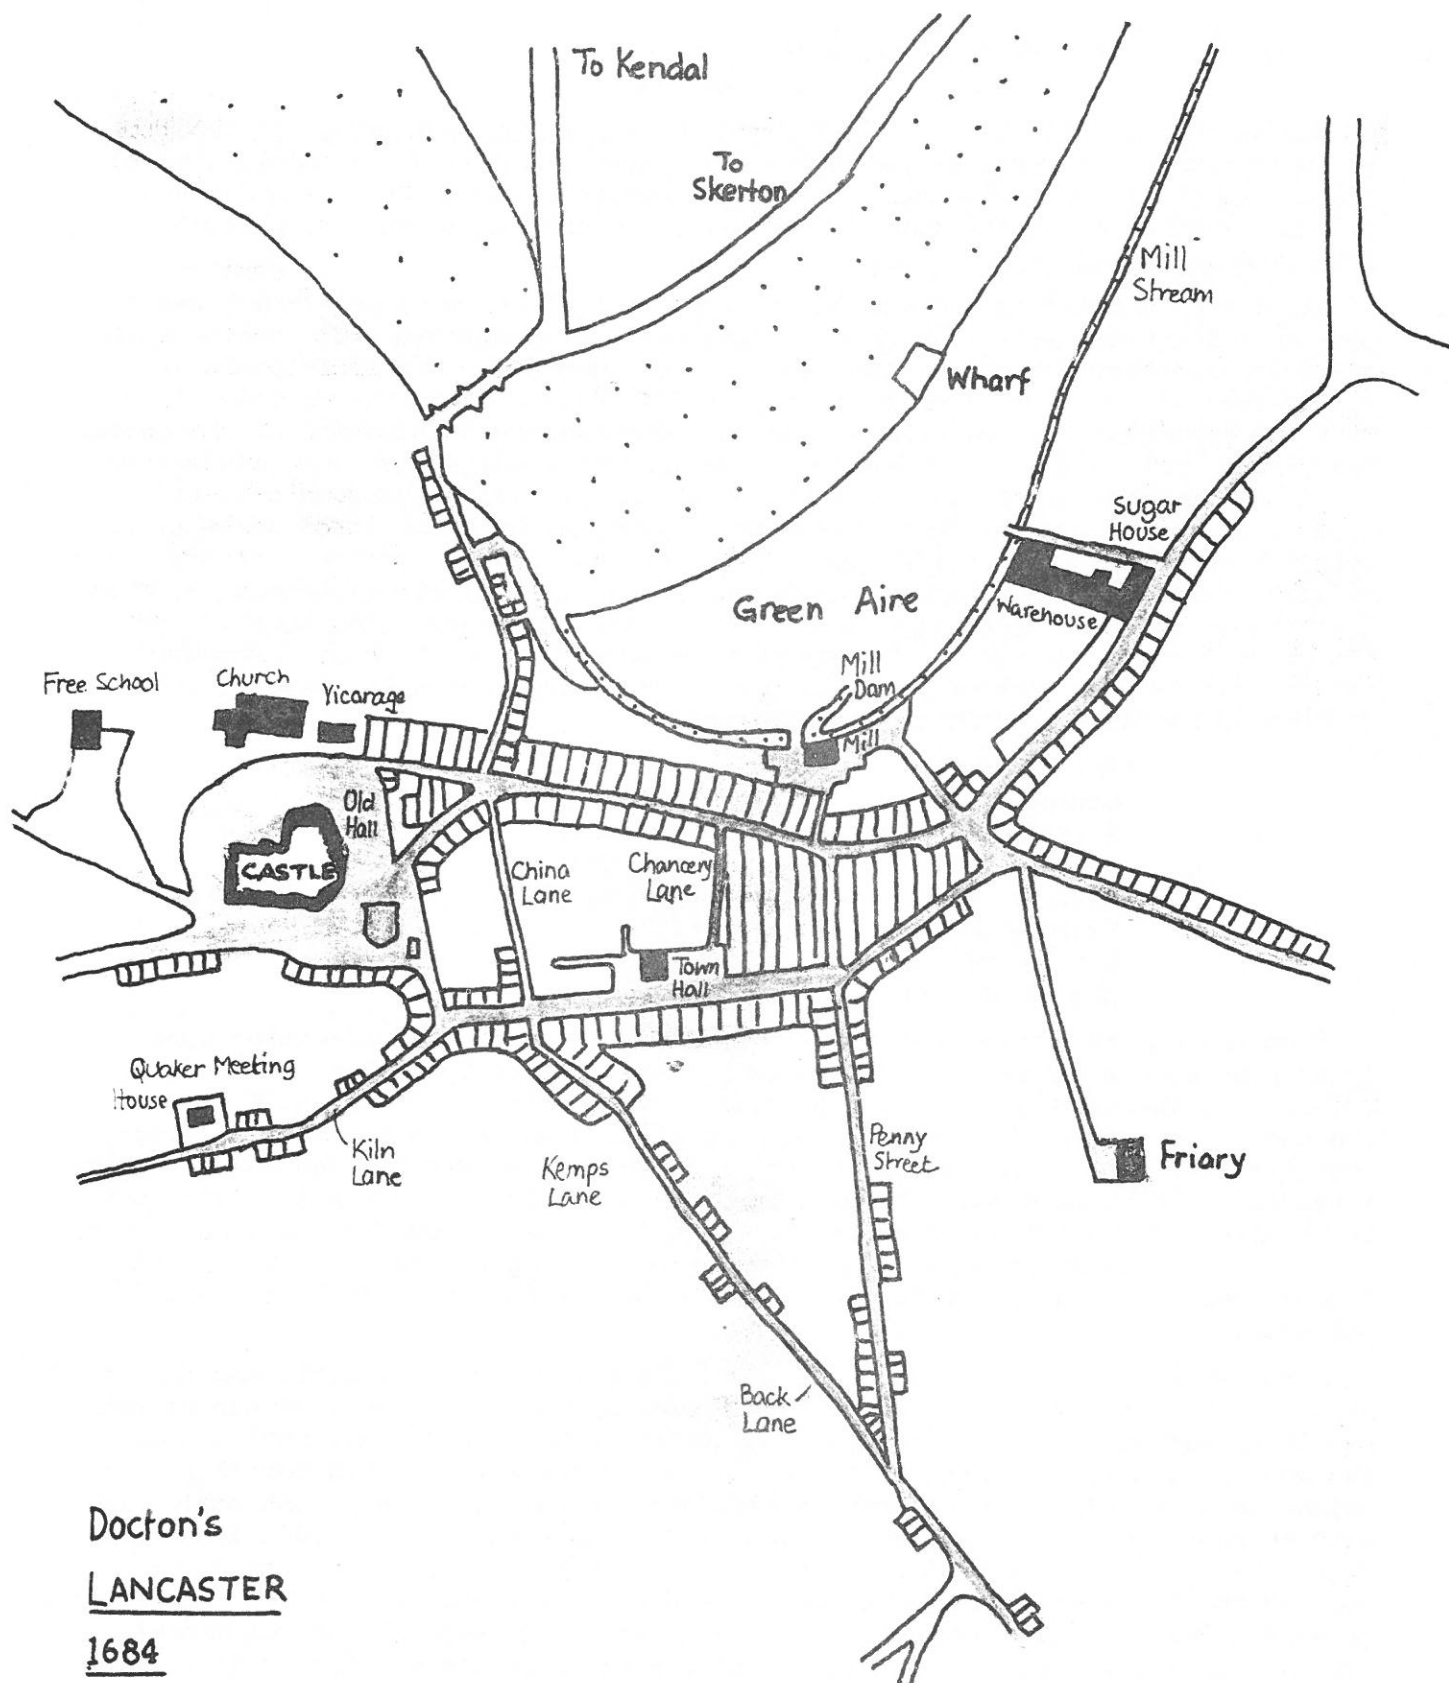 To Kendal
To
Skerton
Mill
Stream
Wharf
Sugar
House
Warehouse
Green Aire
Mill
Dam
Mill
Free School
Church
Vicarage
Old
Hall
CASTLE
China
Lane
Chancery
Lane
Town
Hall
Quaker Meeting
House
Kiln
Lane
Kemps
Lane
Penny
Street
Friary
Back
Lane
Docton's
LANCASTER
1684